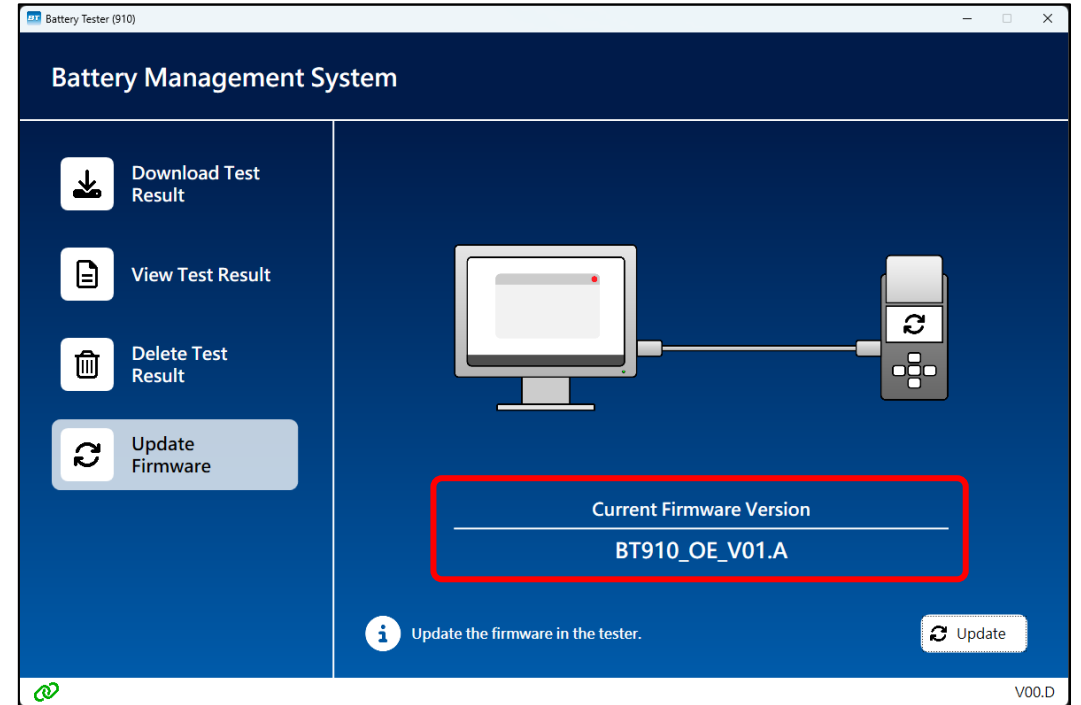 BT Battery Tester (910)
Battery Management System
Download Test
Result
View Test Result
Delete Test
Result
Update
Firmware
Current Firmware Version
BT910_OE_V01.A
i Update the firmware in the tester.
Update
V00.D